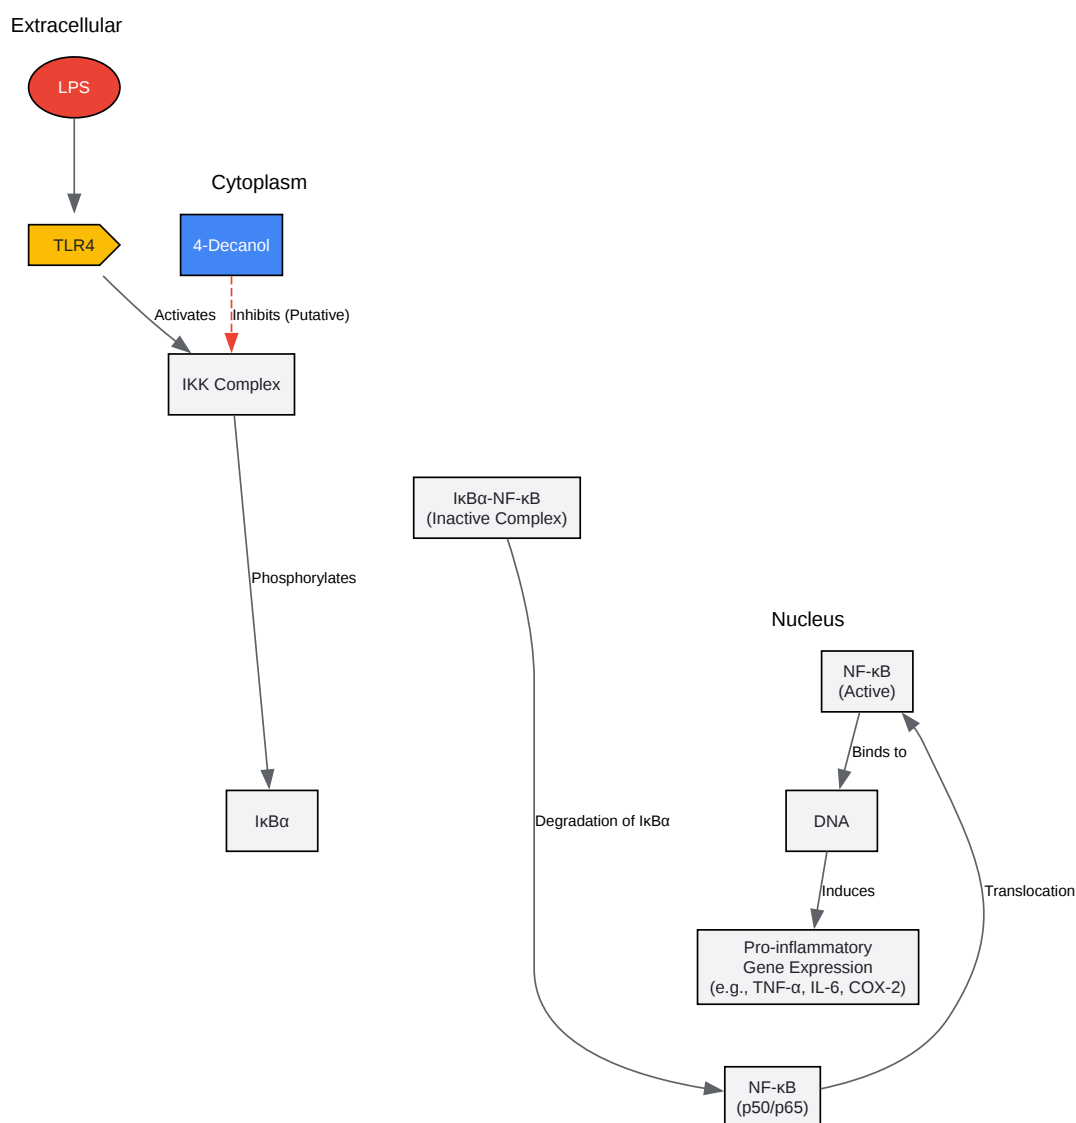 Extracellular
LPS
Cytoplasm
TLR4
4-Decanol
Activates
Inhibits (Putative)
IKK Complex
IκBα-NF-κB
(Inactive Complex)
Phosphorylates
Nucleus
NF-κB
(Active)
Binds to
IκBα
Degradation of IκBα
DNA
Induces
Translocation
Pro-inflammatory
Gene Expression
(e.g., TNF-α, IL-6, COX-2)
NF-κB
(p50/p65)